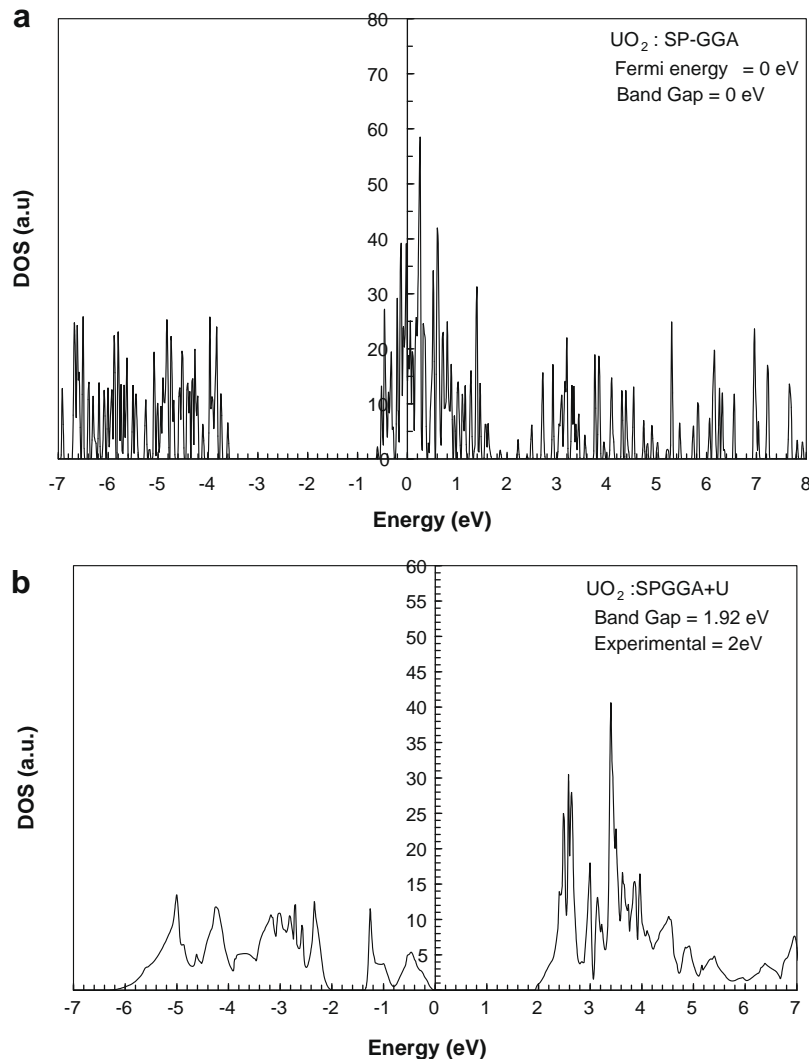 a
80
70
60
50
40
30
20
10
0
DOS (a.u)
UO2 : SP-GGA
Fermi energy = 0 eV
Band Gap = 0 eV
-7 -6 -5 -4 -3 -2 -1 0 1 2 3 4 5 6 7 8
Energy (eV)
b
60
55
50
45
40
35
30
25
20
15
10
5
DOS (a.u.)
UO2 :SPGGA+U
Band Gap = 1.92 eV
Experimental = 2eV
-7 -6 -5 -4 -3 -2 -1 0 1 2 3 4 5 6 7
Energy (eV)